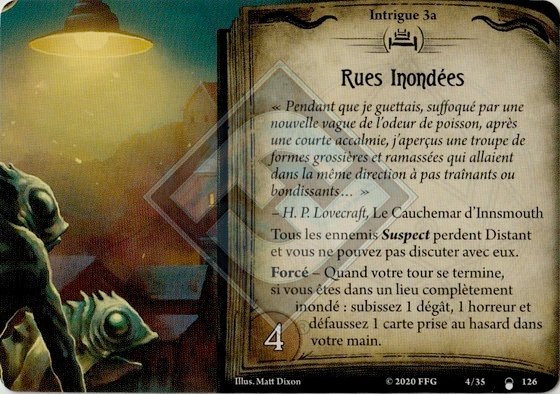 Intrigue 3a
Rues Inondées
« Pendant que je guettais, suffoqué par une
nouvelle vague de l'odeur de poisson, après
une courte accalmie, j'aperçus une troupe de
formes grossières et ramassées qui allaient
dans la même direction à pas traînants ou
bondissants… »
– H. P. Lovecraft, Le Cauchemar d'Innsmouth
Tous les ennemis Suspect perdent Distant
et vous ne pouvez pas discuter avec eux.
Forcé – Quand votre tour se termine,
si vous êtes dans un lieu complètement
inondé : subissez 1 dégât, 1 horreur et
défaussez 1 carte prise au hasard dans
votre main.
4
Illus. Matt Dixon © 2020 FFG 4/35 126